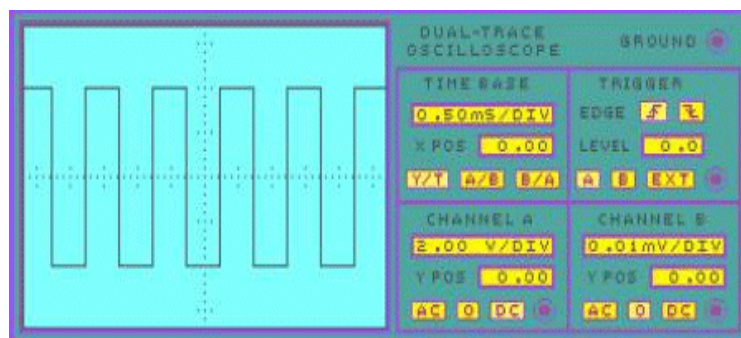 DUAL-TRACE
OSCILLOSCOPE
GROUND
TIME BASE
0.50mS/DIV
X POS 0.00
Y/T A/B B/A
TRIGGER
EDGE
LEVEL 0.0
A B EXT
CHANNEL A
2.00 V/DIV
Y POS 0.00
AC 0 DC
CHANNEL B
0.01mV/DIV
Y POS 0.00
AC 0 DC